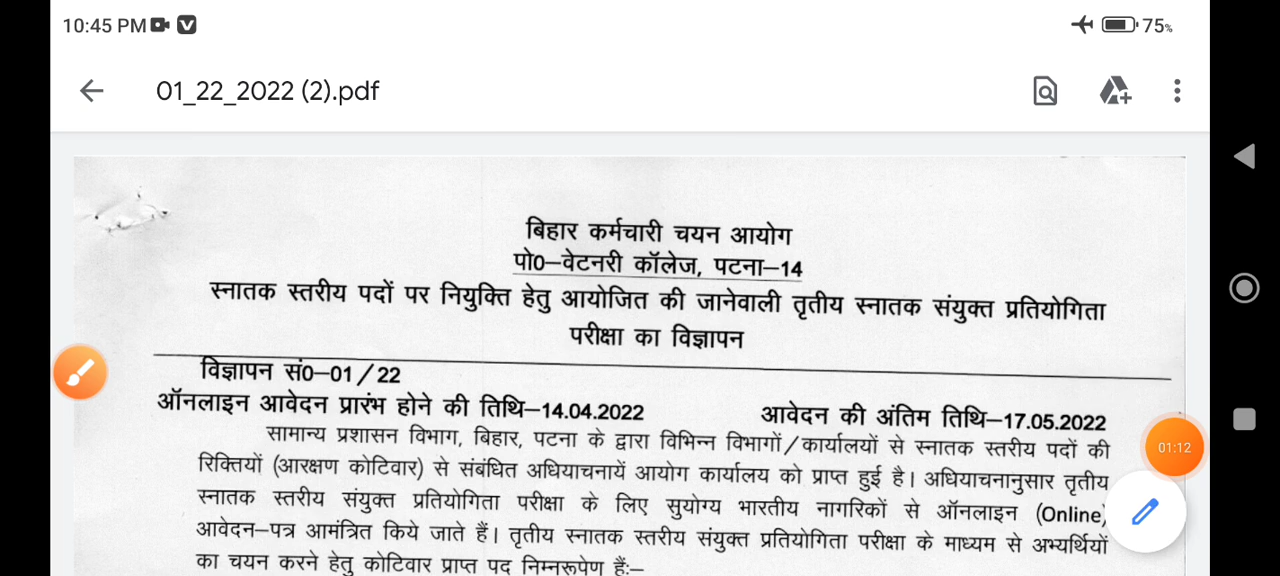 10:45 PM
75%
01_22_2022 (2).pdf
बिहार कर्मचारी चयन आयोग
पो0–वेटनरी कॉलेज, पटना–14
स्नातक स्तरीय पदों पर नियुक्ति हेतु आयोजित की जानेवाली तृतीय स्नातक संयुक्त प्रतियोगिता
परीक्षा का विज्ञापन
विज्ञापन सं0–01/22
ऑनलाइन आवेदन प्रारंभ होने की तिथि–14.04.2022 आवेदन की अंतिम तिथि–17.05.2022
सामान्य प्रशासन विभाग, बिहार, पटना के द्वारा विभिन्न विभागों/कार्यालयों से स्नातक स्तरीय पदों की
रिक्तियों (आरक्षण कोटिवार) से संबंधित अधियाचनायें आयोग कार्यालय को प्राप्त हुई है। अधियाचनानुसार तृतीय
स्नातक स्तरीय संयुक्त प्रतियोगिता परीक्षा के लिए सुयोग्य भारतीय नागरिकों से ऑनलाइन (Online)
आवेदन–पत्र आमंत्रित किये जाते हैं। तृतीय स्नातक स्तरीय संयुक्त प्रतियोगिता परीक्षा के माध्यम से अभ्यर्थियों
का चयन करने हेतु कोटिवार प्राप्त पद निम्नरूपेण हैं:–
01:12